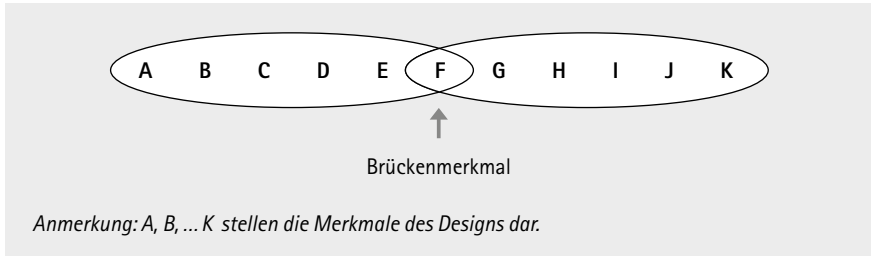 A B C D E F G H I J K
Brückenmerkmal
Anmerkung: A, B, ... K stellen die Merkmale des Designs dar.